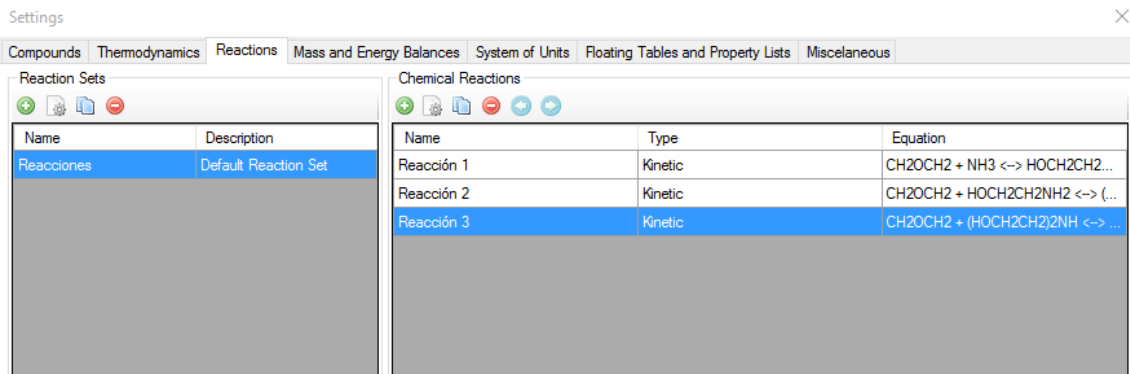 Settings
Compounds Thermodynamics Reactions Mass and Energy Balances System of Units Floating Tables and Property Lists Miscelaneous
Reaction Sets
Name Description
Reacciones Default Reaction Set
Chemical Reactions
Name Type Equation
Reacción 1 Kinetic CH2OCH2 + NH3 <--> HOCH2CH2...
Reacción 2 Kinetic CH2OCH2 + HOCH2CH2NH2 <--> (...
Reacción 3 Kinetic CH2OCH2 + (HOCH2CH2)2NH <--> ...